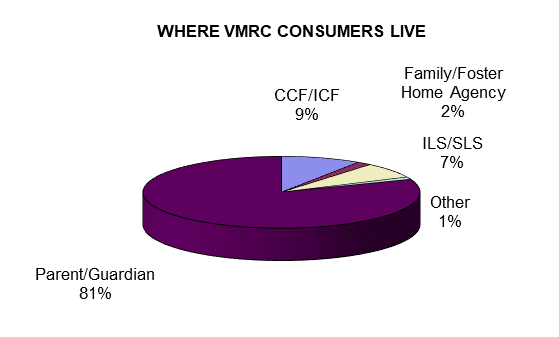 WHERE VMRC CONSUMERS LIVE
Family/Foster
Home Agency
2%
CCF/ICF
9%
ILS/SLS
7%
Other
1%
Parent/Guardian
81%